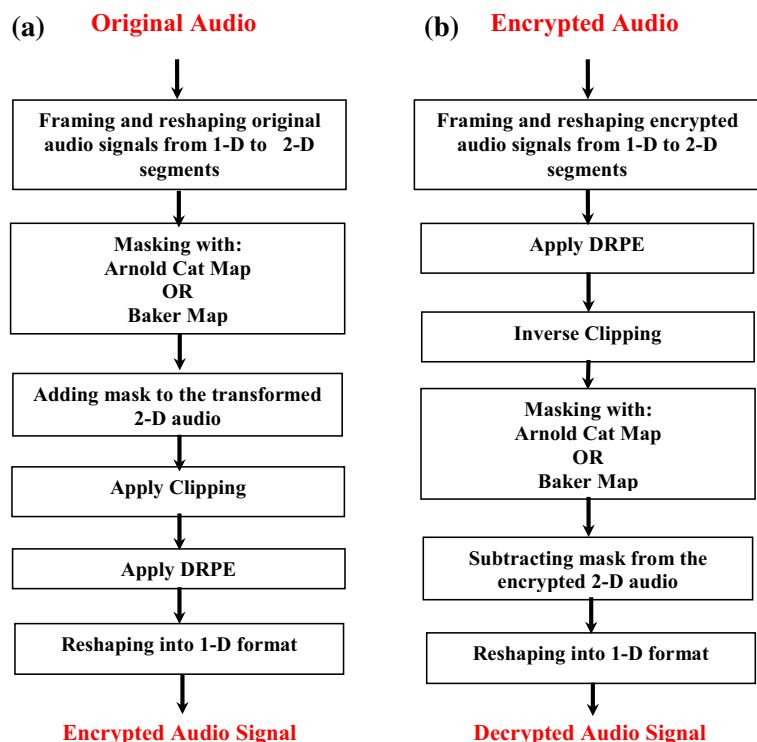 (a) Original Audio
Framing and reshaping original
audio signals from 1-D to 2-D
segments
Masking with:
Arnold Cat Map
OR
Baker Map
Adding mask to the transformed
2-D audio
Apply Clipping
Apply DRPE
Reshaping into 1-D format
Encrypted Audio Signal
(b) Encrypted Audio
Framing and reshaping encrypted
audio signals from 1-D to 2-D
segments
Apply DRPE
Inverse Clipping
Masking with:
Arnold Cat Map
OR
Baker Map
Subtracting mask from the
encrypted 2-D audio
Reshaping into 1-D format
Decrypted Audio Signal